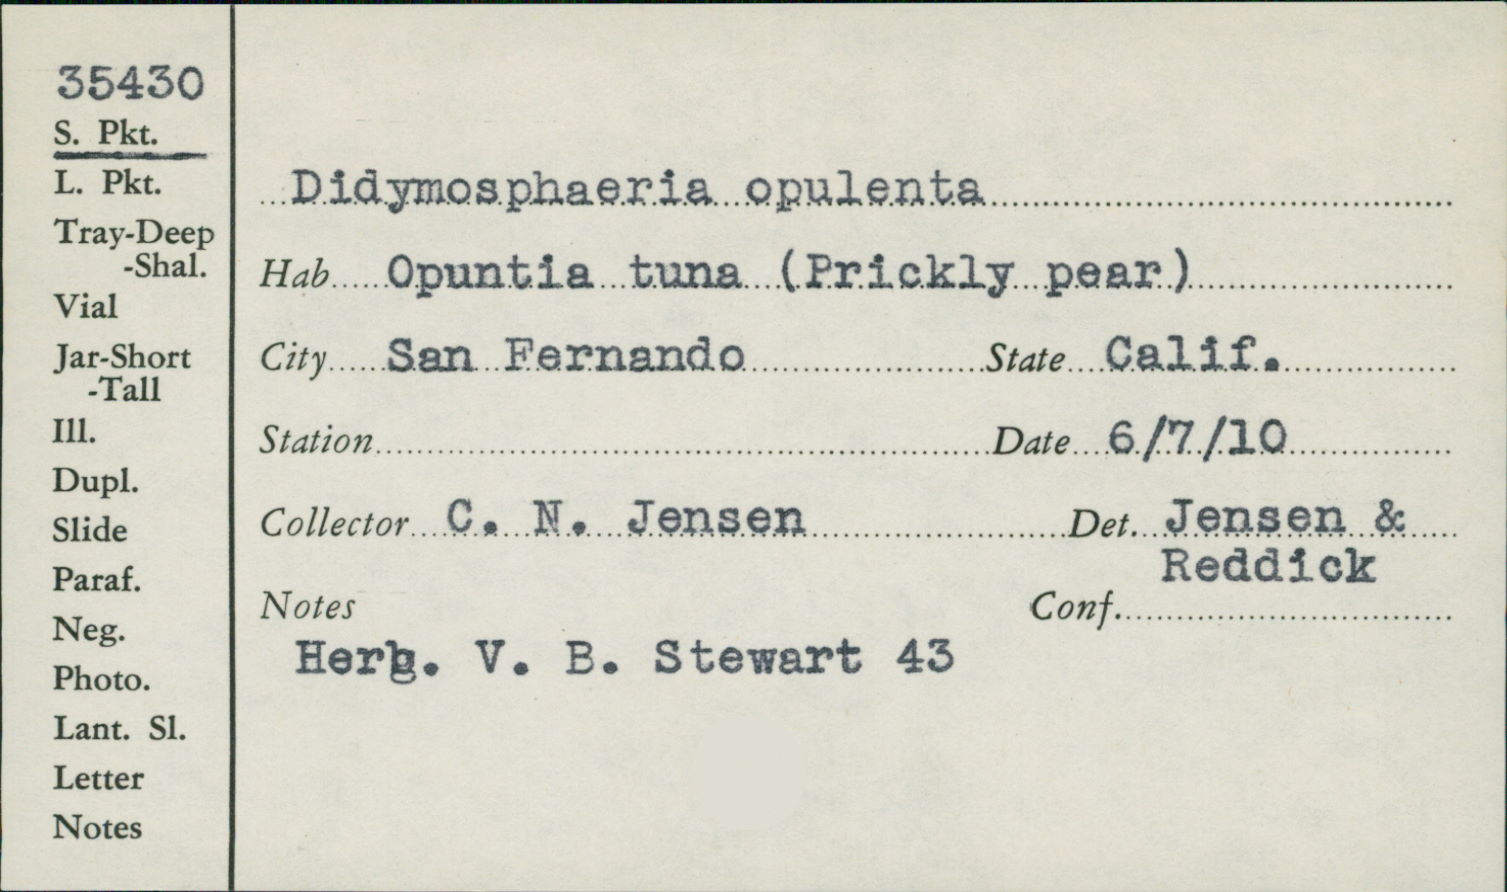 35430
S. Pkt.
L. Pkt.
Tray-Deep
-Shal.
Vial
Jar-Short
-Tall
Ill.
Dupl.
Slide
Paraf.
Neg.
Photo.
Lant. Sl.
Letter
Notes
Didymosphaeria opulenta
Hab Opuntia tuna (Prickly pear)
City San Fernando State Calif.
Station Date 6/7/10
Collector C. N. Jensen Det. Jensen &
Reddick
Notes Conf.
Herb. V. B. Stewart 43